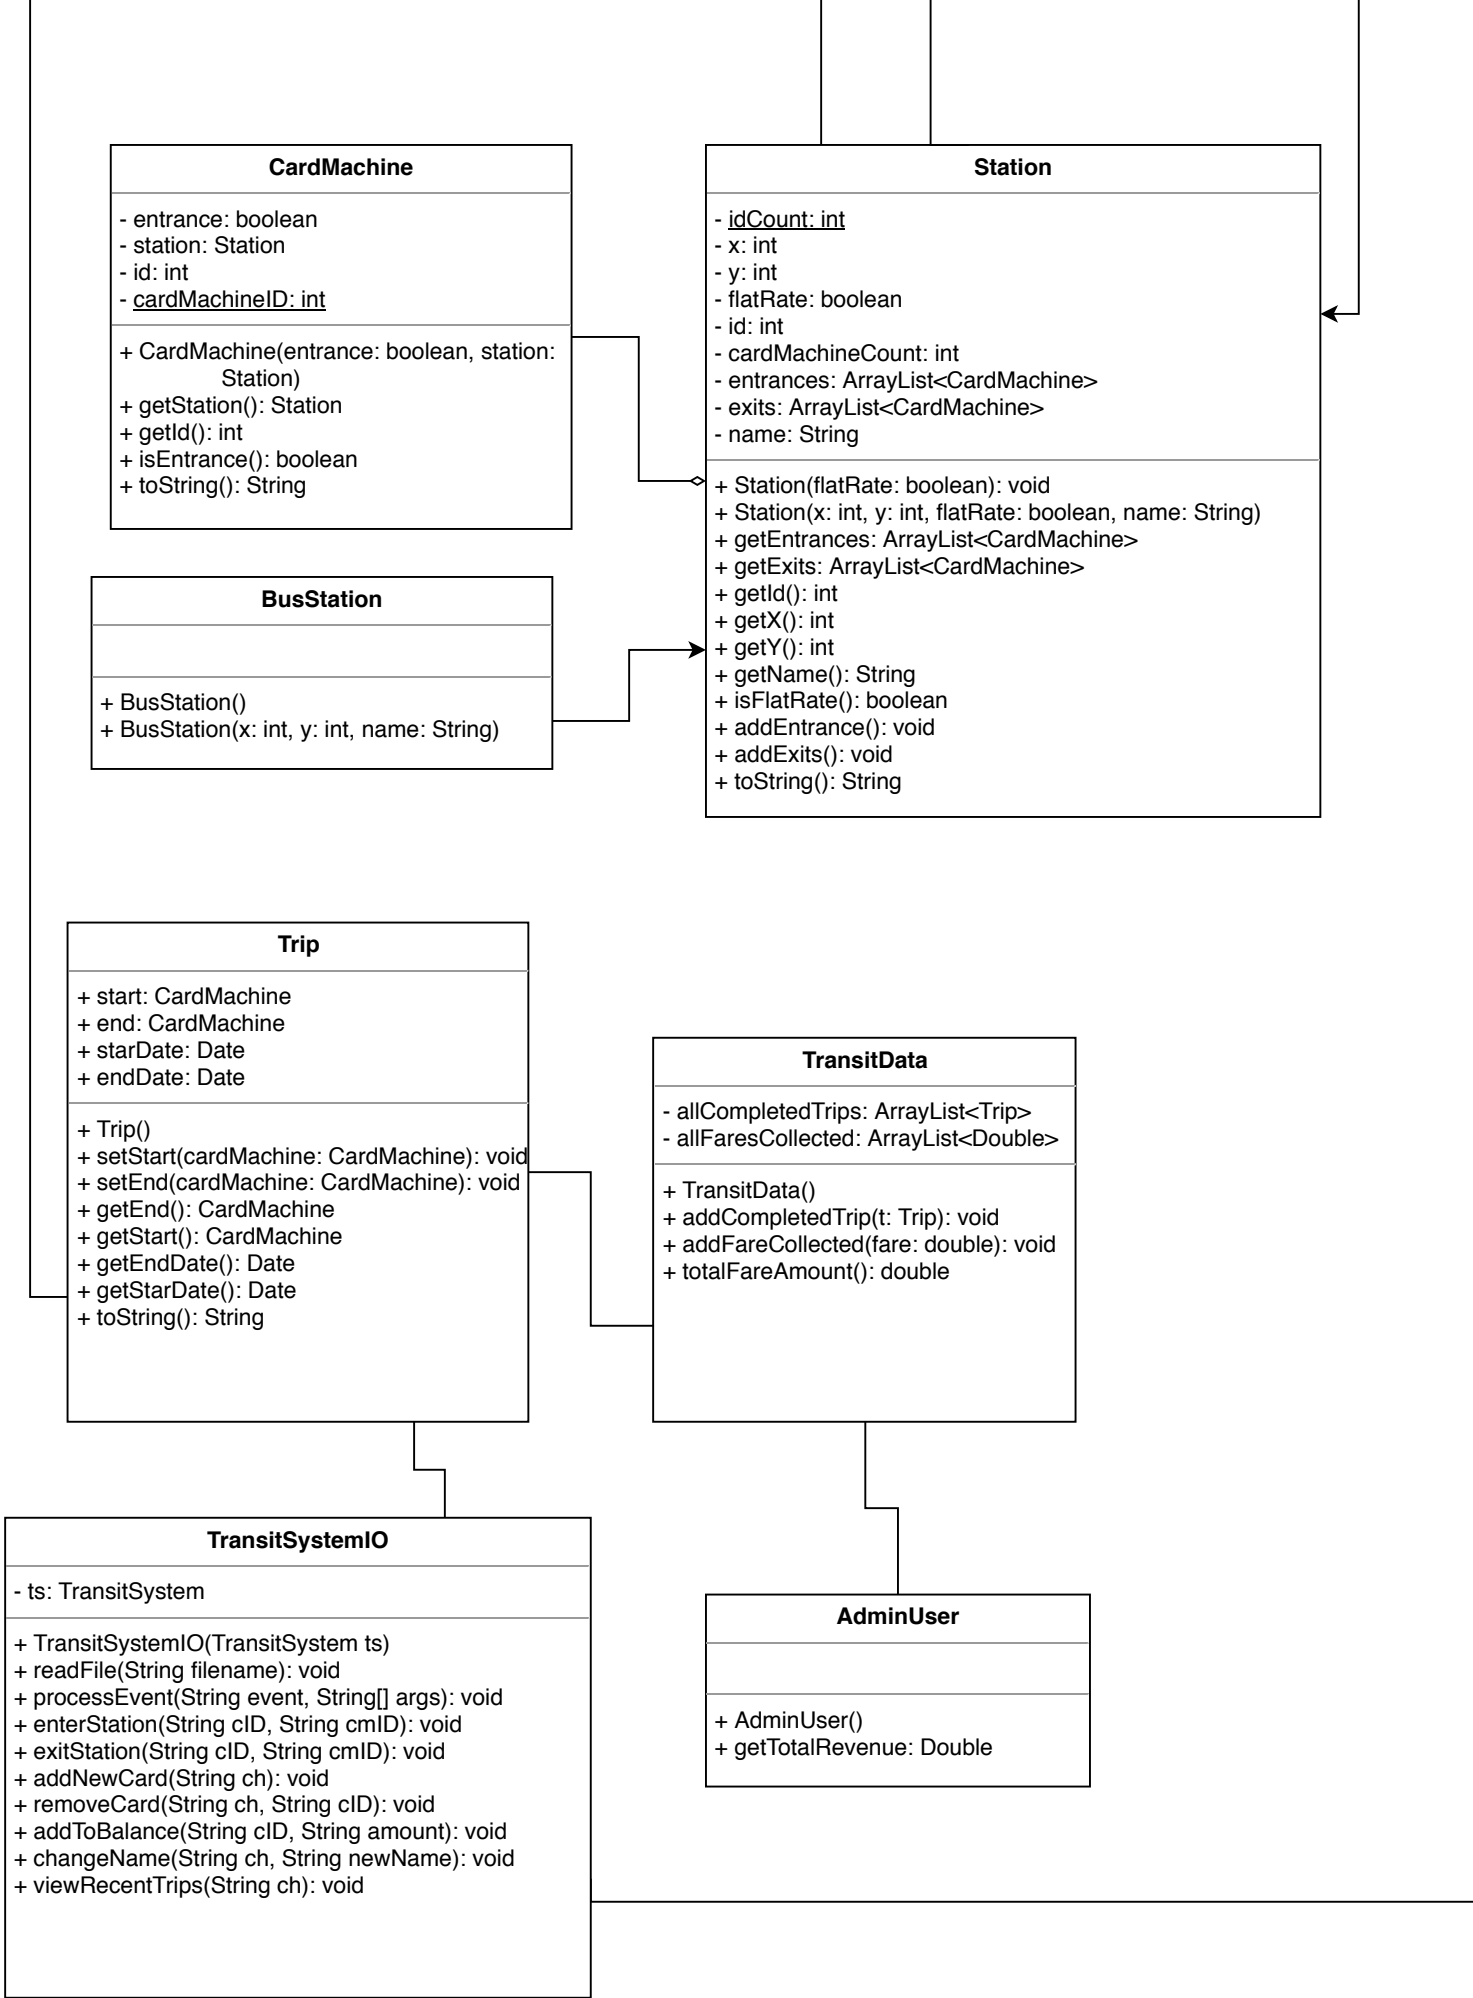 CardMachine
- entrance: boolean
- station: Station
- id: int
- cardMachineID: int
+ CardMachine(entrance: boolean, station:
Station)
+ getStation(): Station
+ getId(): int
+ isEntrance(): boolean
+ toString(): String
Station
- idCount: int
- x: int
- y: int
- flatRate: boolean
- id: int
- cardMachineCount: int
- entrances: ArrayList<CardMachine>
- exits: ArrayList<CardMachine>
- name: String
+ Station(flatRate: boolean): void
+ Station(x: int, y: int, flatRate: boolean, name: String)
+ getEntrances: ArrayList<CardMachine>
+ getExits: ArrayList<CardMachine>
+ getId(): int
+ getX(): int
+ getY(): int
+ getName(): String
+ isFlatRate(): boolean
+ addEntrance(): void
+ addExits(): void
+ toString(): String
BusStation
+ BusStation()
+ BusStation(x: int, y: int, name: String)
Trip
+ start: CardMachine
+ end: CardMachine
+ starDate: Date
+ endDate: Date
+ Trip()
+ setStart(cardMachine: CardMachine): void
+ setEnd(cardMachine: CardMachine): void
+ getEnd(): CardMachine
+ getStart(): CardMachine
+ getEndDate(): Date
+ getStarDate(): Date
+ toString(): String
TransitData
- allCompletedTrips: ArrayList<Trip>
- allFaresCollected: ArrayList<Double>
+ TransitData()
+ addCompletedTrip(t: Trip): void
+ addFareCollected(fare: double): void
+ totalFareAmount(): double
TransitSystemIO
- ts: TransitSystem
+ TransitSystemIO(TransitSystem ts)
+ readFile(String filename): void
+ processEvent(String event, String[] args): void
+ enterStation(String cID, String cmID): void
+ exitStation(String cID, String cmID): void
+ addNewCard(String ch): void
+ removeCard(String ch, String cID): void
+ addToBalance(String cID, String amount): void
+ changeName(String ch, String newName): void
+ viewRecentTrips(String ch): void
AdminUser
+ AdminUser()
+ getTotalRevenue: Double